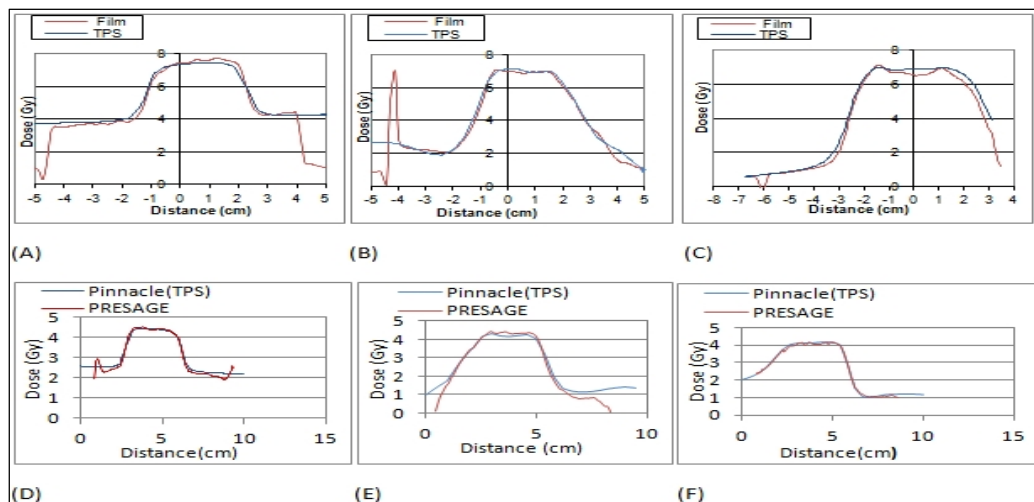 Film
TPS
Dose (Gy)
8
6
4
2
0
-5 -4 -3 -2 -1 0 1 2 3 4 5
Distance (cm)
(A)
Film
TPS
Dose (Gy)
8
6
4
2
0
-5 -4 -3 -2 -1 0 1 2 3 4 5
Distance (cm)
(B)
Film
TPS
Dose (Gy)
8
6
4
2
0
-8 -7 -6 -5 -4 -3 -2 -1 0 1 2 3 4
Distance (cm)
(C)
Pinnacle(TPS)
PRESAGE
Dose (Gy)
5
4
3
2
1
0
0 5 10 15
Distance(cm)
(D)
Pinnacle(TPS)
PRESAGE
Dose (Gy)
5
4
3
2
1
0
0 5 10
Distance(cm)
(E)
Pinnacle(TPS)
PRESAGE
Dose (Gy)
5
4
3
2
1
0
0 5 10 15
Distance(cm)
(F)